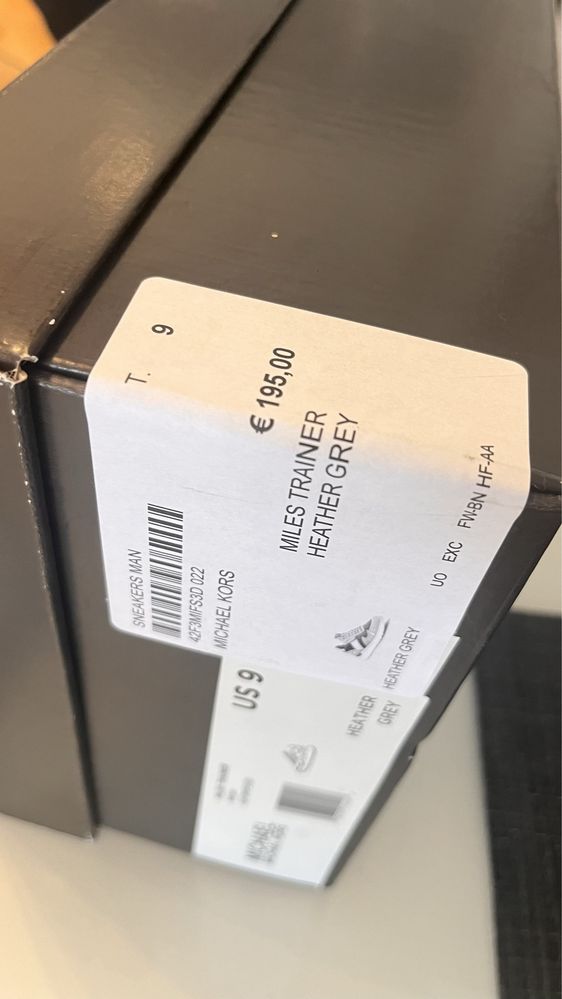 SNEAKERS MAN
T. 9
42F3MIFS3D 022
MICHAEL KORS
€ 195,00
MILES TRAINER
HEATHER GREY
HEATHER GREY
UO EXC FW-BN HF-AA
US 9
MICHAEL
HEATHER
GREY